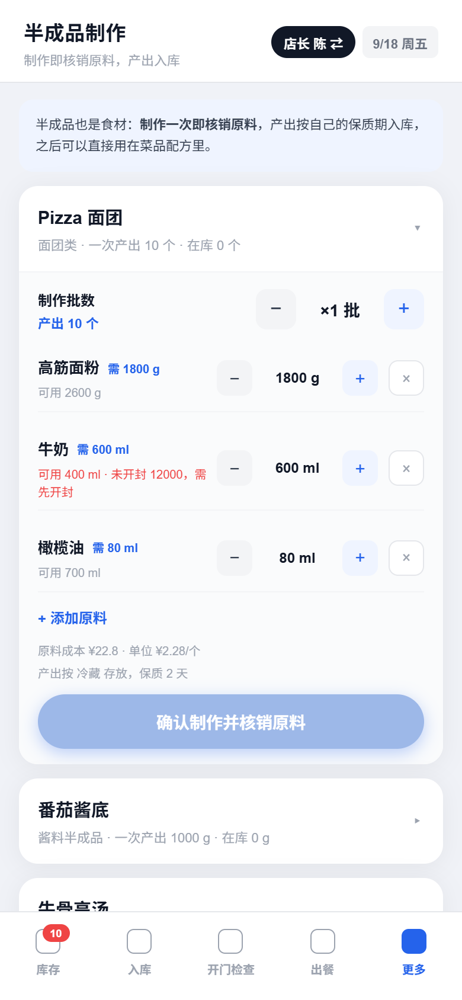 半成品制作
制作即核销原料，产出入库
店长 陈 ⇄
9/18 周五
半成品也是食材：制作一次即核销原料，产出按自己的保质期入库，
之后可以直接用在菜品配方里。
Pizza 面团
面团类 · 一次产出 10 个 · 在库 0 个
▾
制作批数
产出 10 个
− ×1 批 +
高筋面粉 需 1800 g
可用 2600 g
− 1800 g + ×
牛奶 需 600 ml
可用 400 ml · 未开封 12000，需
先开封
− 600 ml + ×
橄榄油 需 80 ml
可用 700 ml
− 80 ml + ×
+ 添加原料
原料成本 ¥22.8 · 单位 ¥2.28/个
产出按 冷藏 存放，保质 2 天
确认制作并核销原料
番茄酱底
酱料半成品 · 一次产出 1000 g · 在库 0 g
▸
牛骨高汤
10
库存
入库
开门检查
出餐
更多